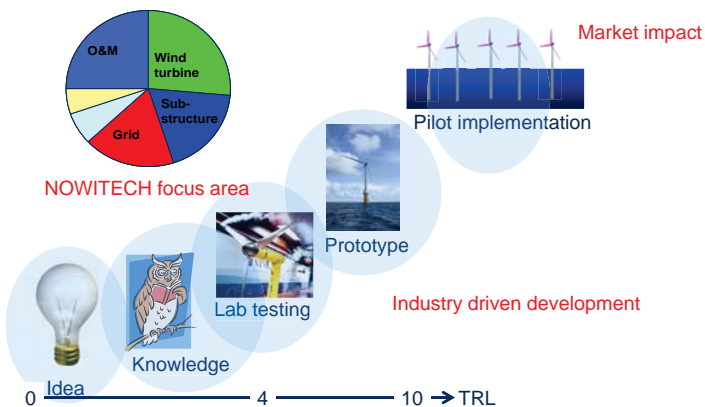 Market impact
O&M
Wind
turbine
Sub-
structure
Grid
Pilot implementation
NOWITECH focus area
Prototype
Lab testing
Industry driven development
Knowledge
Idea
0
4
10
TRL